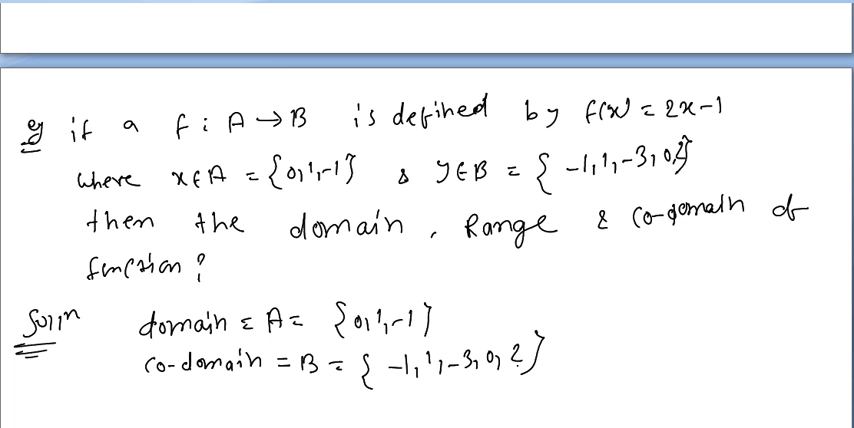 eg if a f : A → B is defined by f(x) = 2x-1
where x∈A = {0,1,-1} & y∈B = {-1,1,-3,0,2}
then the domain, Range & co-domain of
function?
Soln domain = A = {0,1,-1}
co-domain = B = {-1,1,-3,0,2}